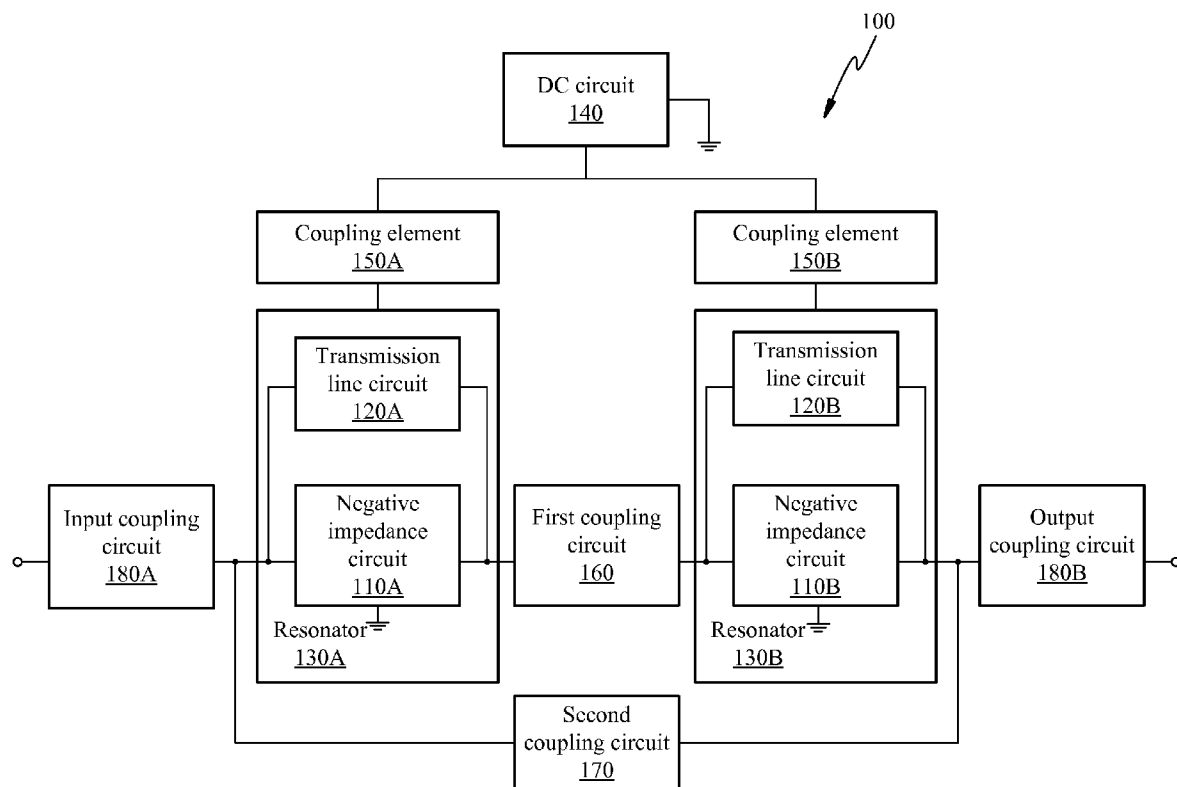 100
DC circuit
140
Coupling element
150A
Coupling element
150B
Transmission
line circuit
120A
Transmission
line circuit
120B
Input coupling
circuit
180A
Negative
impedance
circuit
110A
First coupling
circuit
160
Negative
impedance
circuit
110B
Output
coupling circuit
180B
Resonator
130A
Resonator
130B
Second
coupling circuit
170